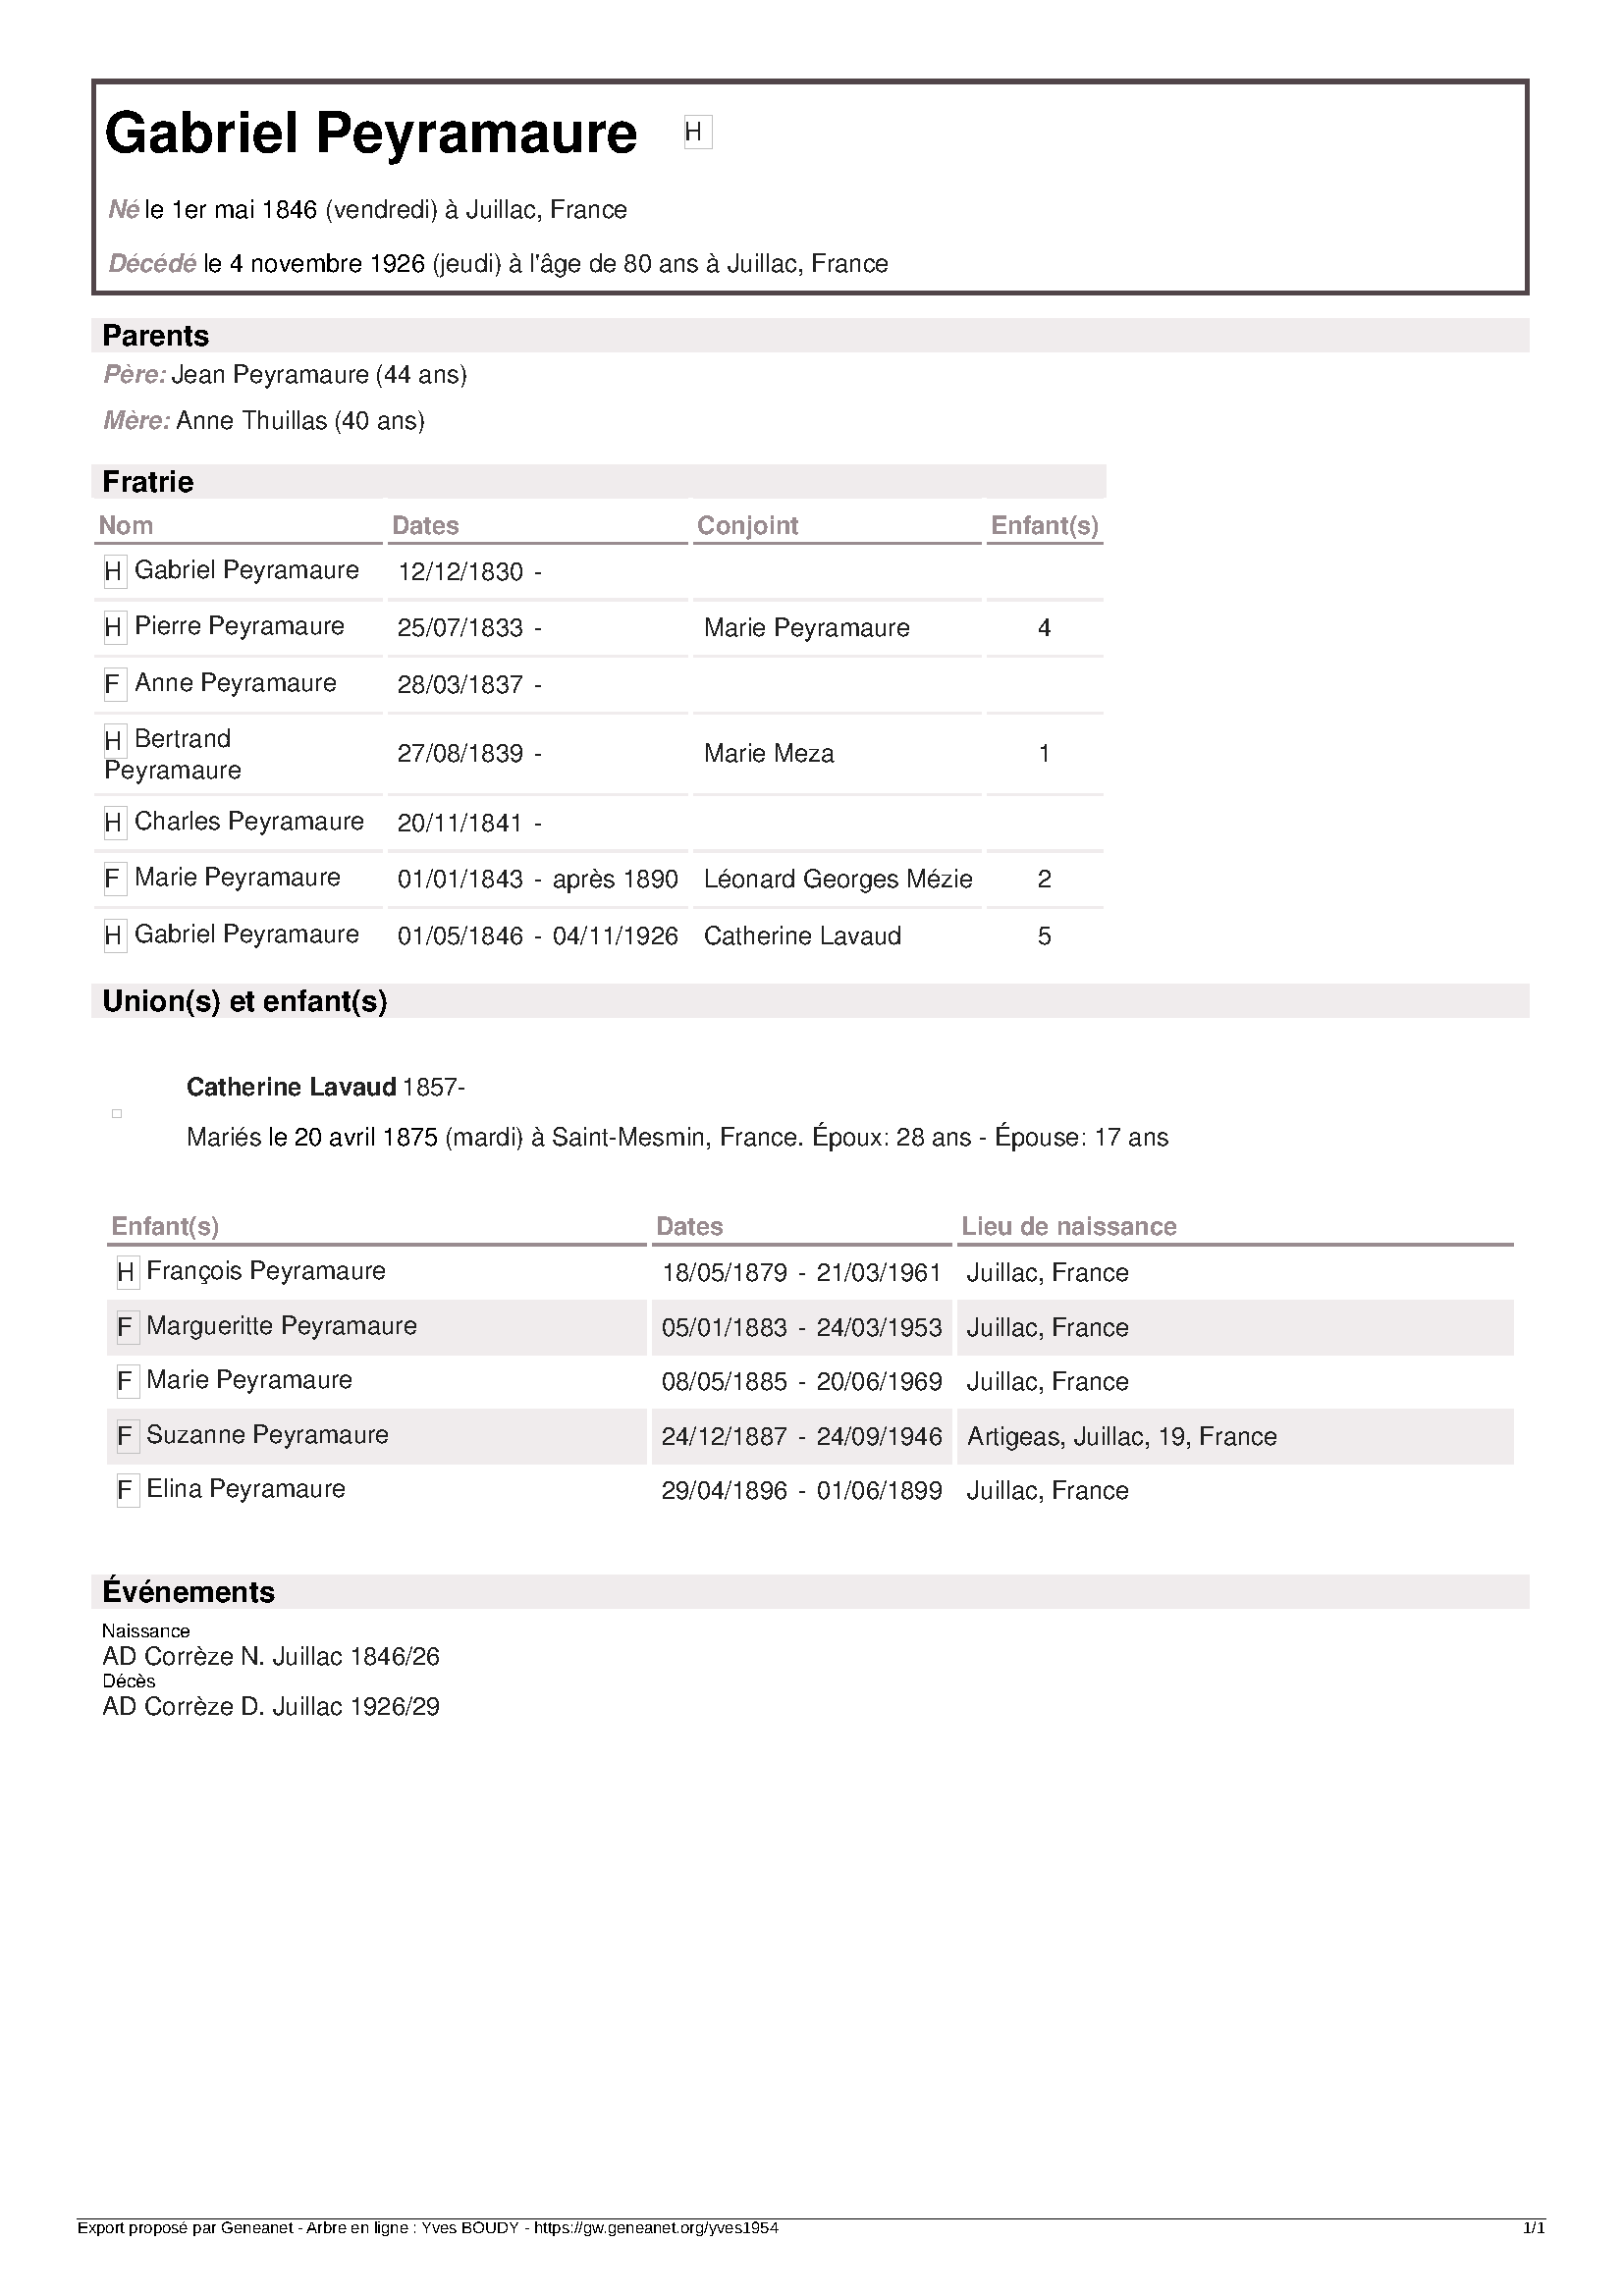 Gabriel Peyramaure H
Né le 1er mai 1846 (vendredi) à Juillac, France
Décédé le 4 novembre 1926 (jeudi) à l'âge de 80 ans à Juillac, France
Parents
Père: Jean Peyramaure (44 ans)
Mère: Anne Thuillas (40 ans)
Fratrie
Nom Dates Conjoint Enfant(s)
H Gabriel Peyramaure 12/12/1830 -
H Pierre Peyramaure 25/07/1833 - Marie Peyramaure 4
F Anne Peyramaure 28/03/1837 -
H Bertrand
Peyramaure 27/08/1839 - Marie Meza 1
H Charles Peyramaure 20/11/1841 -
F Marie Peyramaure 01/01/1843 - après 1890 Léonard Georges Mézie 2
H Gabriel Peyramaure 01/05/1846 - 04/11/1926 Catherine Lavaud 5
Union(s) et enfant(s)
Catherine Lavaud 1857-
Mariés le 20 avril 1875 (mardi) à Saint-Mesmin, France. Époux: 28 ans - Épouse: 17 ans
Enfant(s) Dates Lieu de naissance
H François Peyramaure 18/05/1879 - 21/03/1961 Juillac, France
F Margueritte Peyramaure 05/01/1883 - 24/03/1953 Juillac, France
F Marie Peyramaure 08/05/1885 - 20/06/1969 Juillac, France
F Suzanne Peyramaure 24/12/1887 - 24/09/1946 Artigeas, Juillac, 19, France
F Elina Peyramaure 29/04/1896 - 01/06/1899 Juillac, France
Événements
Naissance
AD Corrèze N. Juillac 1846/26
Décès
AD Corrèze D. Juillac 1926/29
Export proposé par Geneanet - Arbre en ligne : Yves BOUDY - https://gw.geneanet.org/yves1954 1/1